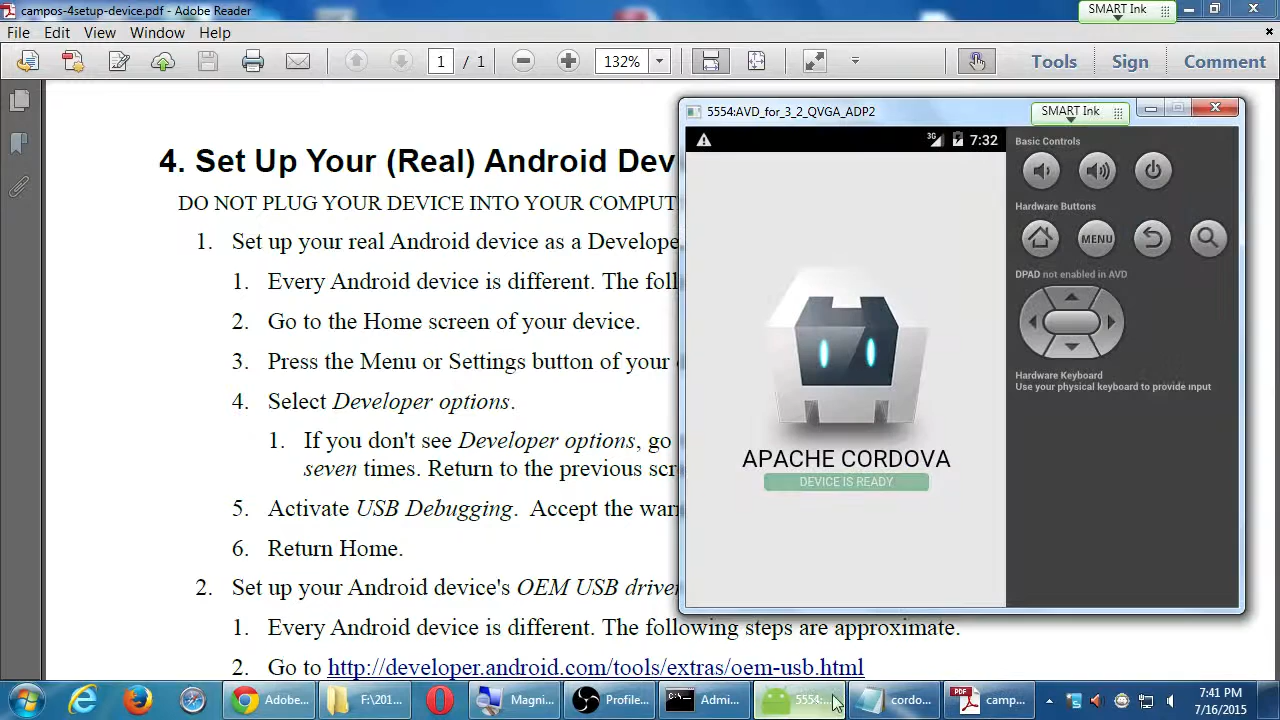 campos-4setup-device.pdf - Adobe Reader
SMART Ink
File Edit View Window Help
1 / 1
132%
Tools Sign Comment
4. Set Up Your (Real) Android Dev
DO NOT PLUG YOUR DEVICE INTO YOUR COMPUT
1. Set up your real Android device as a Develope
1. Every Android device is different. The foll
2. Go to the Home screen of your device.
3. Press the Menu or Settings button of your
4. Select Developer options.
1. If you don't see Developer options, go
seven times. Return to the previous scr
5. Activate USB Debugging. Accept the war
6. Return Home.
2. Set up your Android device's OEM USB driver
1. Every Android device is different. The following steps are approximate.
2. Go to http://developer.android.com/tools/extras/oem-usb.html
5554:AVD_for_3_2_QVGA_ADP2
SMART Ink
3G 7:32
APACHE CORDOVA
DEVICE IS READY
Basic Controls
Hardware Buttons
MENU
DPAD not enabled in AVD
Hardware Keyboard
Use your physical keyboard to provide input
Adobe... F:\201... Magni... Profile... Admi... 5554:... cordo... PDF camp...
7:41 PM
7/16/2015